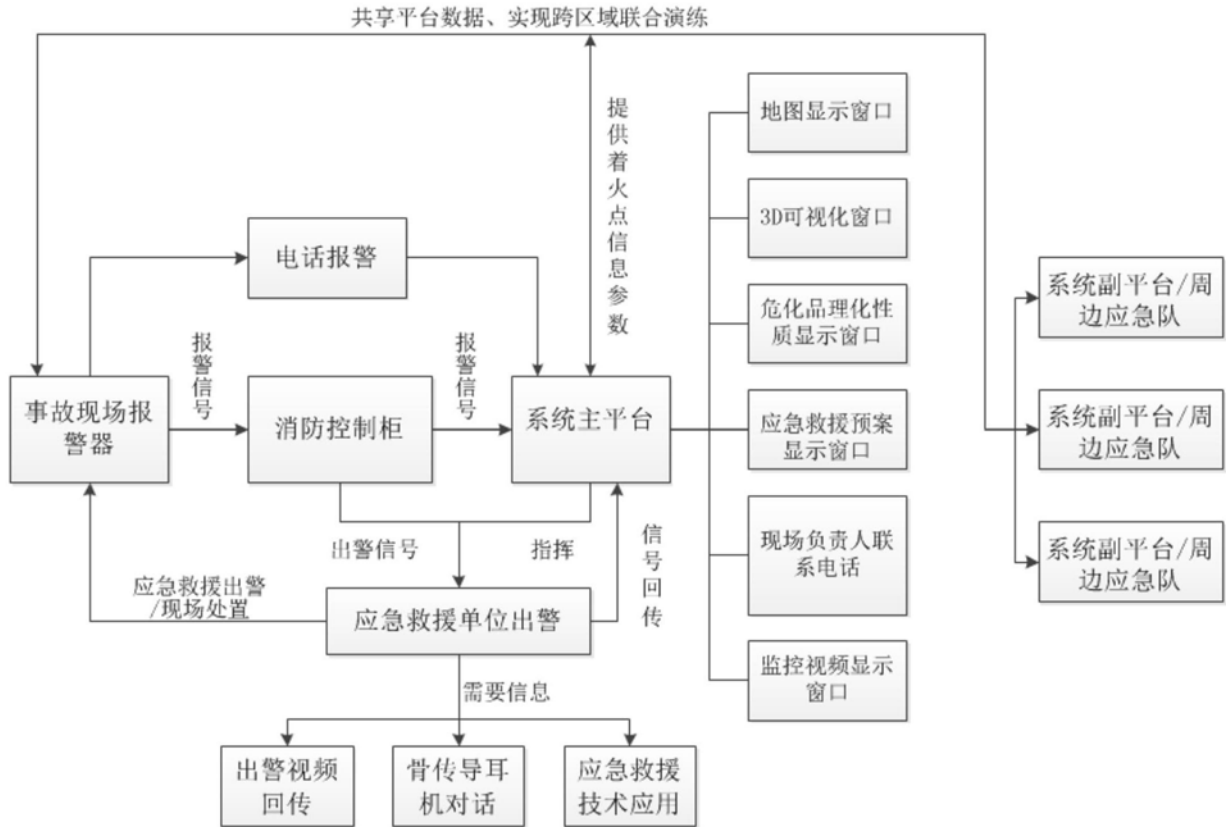 共享平台数据、实现跨区域联合演练
提供着火点信息参数
地图显示窗口
3D可视化窗口
电话报警
危化品理化性
质显示窗口
系统副平台/周
边应急队
报警信号
报警信号
事故现场报
警器
消防控制柜
系统主平台
应急救援预案
显示窗口
系统副平台/周
边应急队
出警信号
指挥
信号回传
现场负责人联
系电话
系统副平台/周
边应急队
应急救援出警
/现场处置
应急救援单位出警
监控视频显示
窗口
需要信息
出警视频
回传
骨传导耳
机对话
应急救援
技术应用